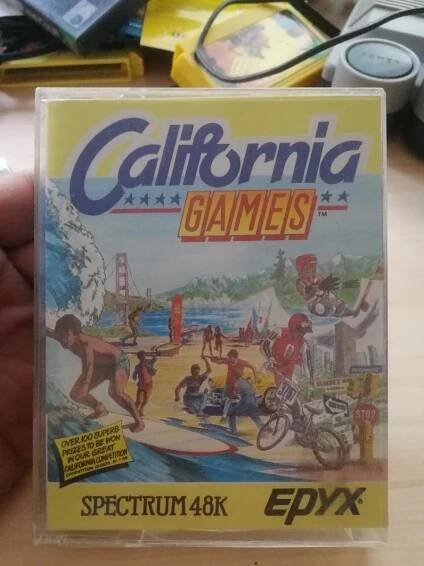 California
GAMES
TM
OVER 100 SUPERB
PRIZES TO BE WON
IN OUR GREAT
CALIFORNIA COMPETITION
STOP
SPECTRUM 48K
EPYX
POWER